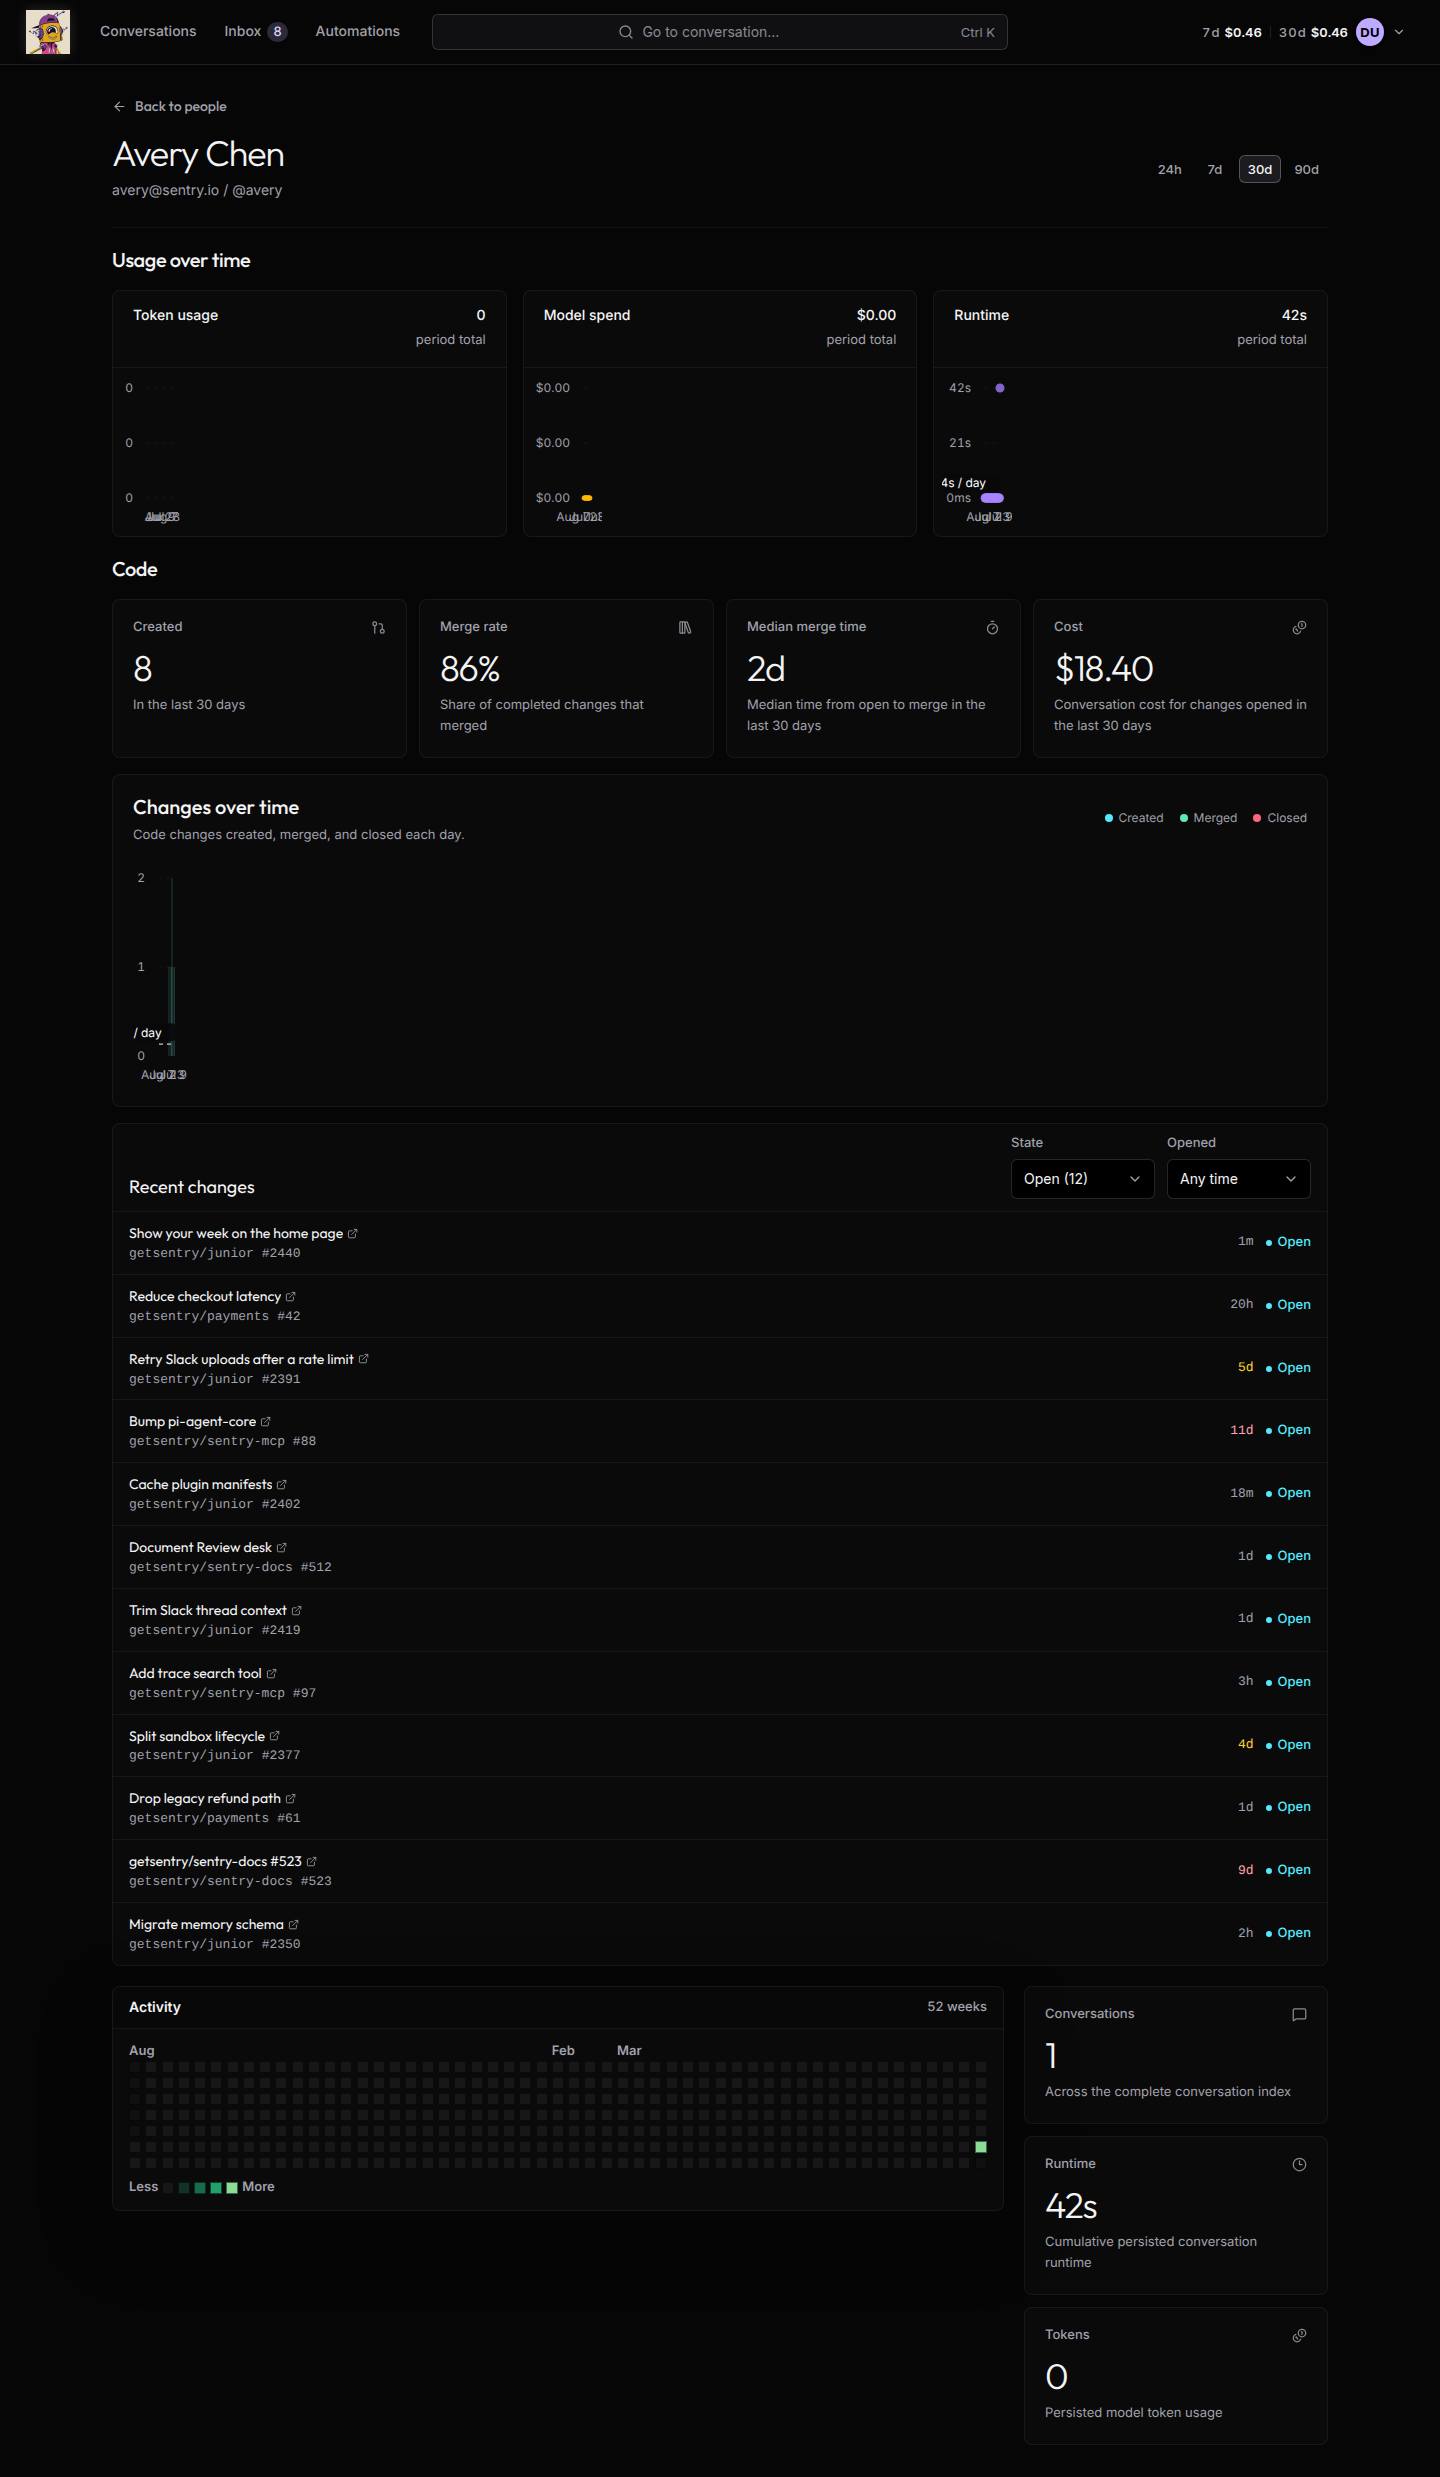 Conversations
Inbox 8
Automations
Go to conversation...
Ctrl K
7d $0.46
30d $0.46
DU
Back to people
Avery Chen
avery@sentry.io / @avery
24h
7d
30d
90d
Usage over time
Token usage
0
period total
0
0
0
Model spend
$0.00
period total
$0.00
$0.00
$0.00
Runtime
42s
period total
42s
21s
4s / day
0ms
Code
Created
8
In the last 30 days
Merge rate
86%
Share of completed changes that
merged
Median merge time
2d
Median time from open to merge in the
last 30 days
Cost
$18.40
Conversation cost for changes opened in
the last 30 days
Changes over time
Code changes created, merged, and closed each day.
Created
Merged
Closed
2
1
/ day
0
State
Opened
Recent changes
Open (12)
Any time
Show your week on the home page
getsentry/junior #2440
1m
Open
Reduce checkout latency
getsentry/payments #42
20h
Open
Retry Slack uploads after a rate limit
getsentry/junior #2391
5d
Open
Bump pi-agent-core
getsentry/sentry-mcp #88
11d
Open
Cache plugin manifests
getsentry/junior #2402
18m
Open
Document Review desk
getsentry/sentry-docs #512
1d
Open
Trim Slack thread context
getsentry/junior #2419
1d
Open
Add trace search tool
getsentry/sentry-mcp #97
3h
Open
Split sandbox lifecycle
getsentry/junior #2377
4d
Open
Drop legacy refund path
getsentry/payments #61
1d
Open
getsentry/sentry-docs #523
getsentry/sentry-docs #523
9d
Open
Migrate memory schema
getsentry/junior #2350
2h
Open
Activity
52 weeks
Aug
Feb
Mar
Less
More
Conversations
1
Across the complete conversation index
Runtime
42s
Cumulative persisted conversation
runtime
Tokens
0
Persisted model token usage